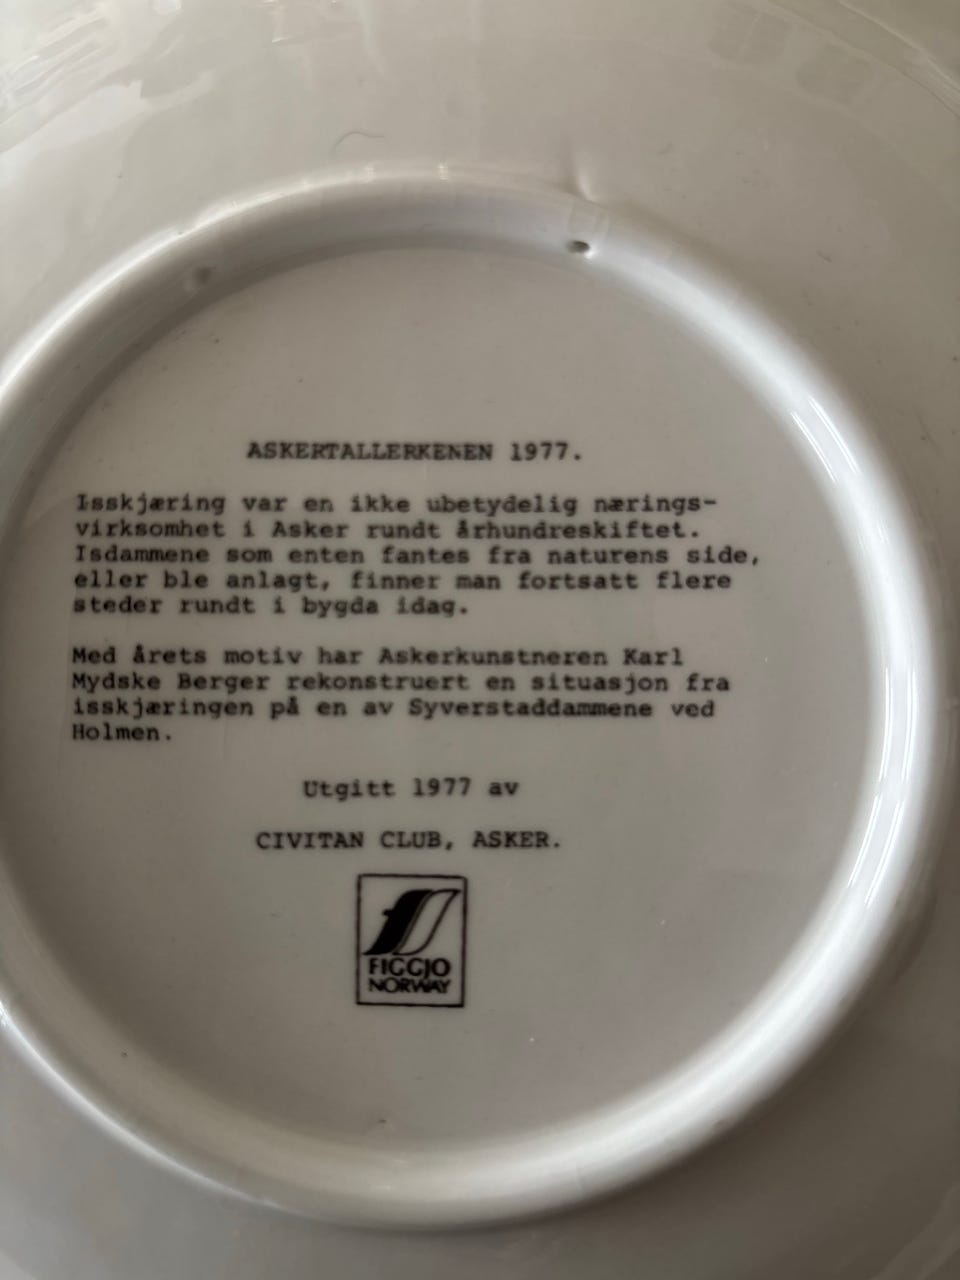 ASKERTALLERKENEN 1977.
Isskjæring var en ikke ubetydelig nærings-
virksomhet i Asker rundt århundreskiftet.
Isdammene som enten fantes fra naturens side,
eller ble anlagt, finner man fortsatt flere
steder rundt i bygda idag.
Med årets motiv har Askerkunstneren Karl
Mydske Berger rekonstruert en situasjon fra
isskjæringen på en av Syverstaddammene ved
Holmen.
Utgitt 1977 av
CIVITAN CLUB, ASKER.
FIGGJO
NORWAY